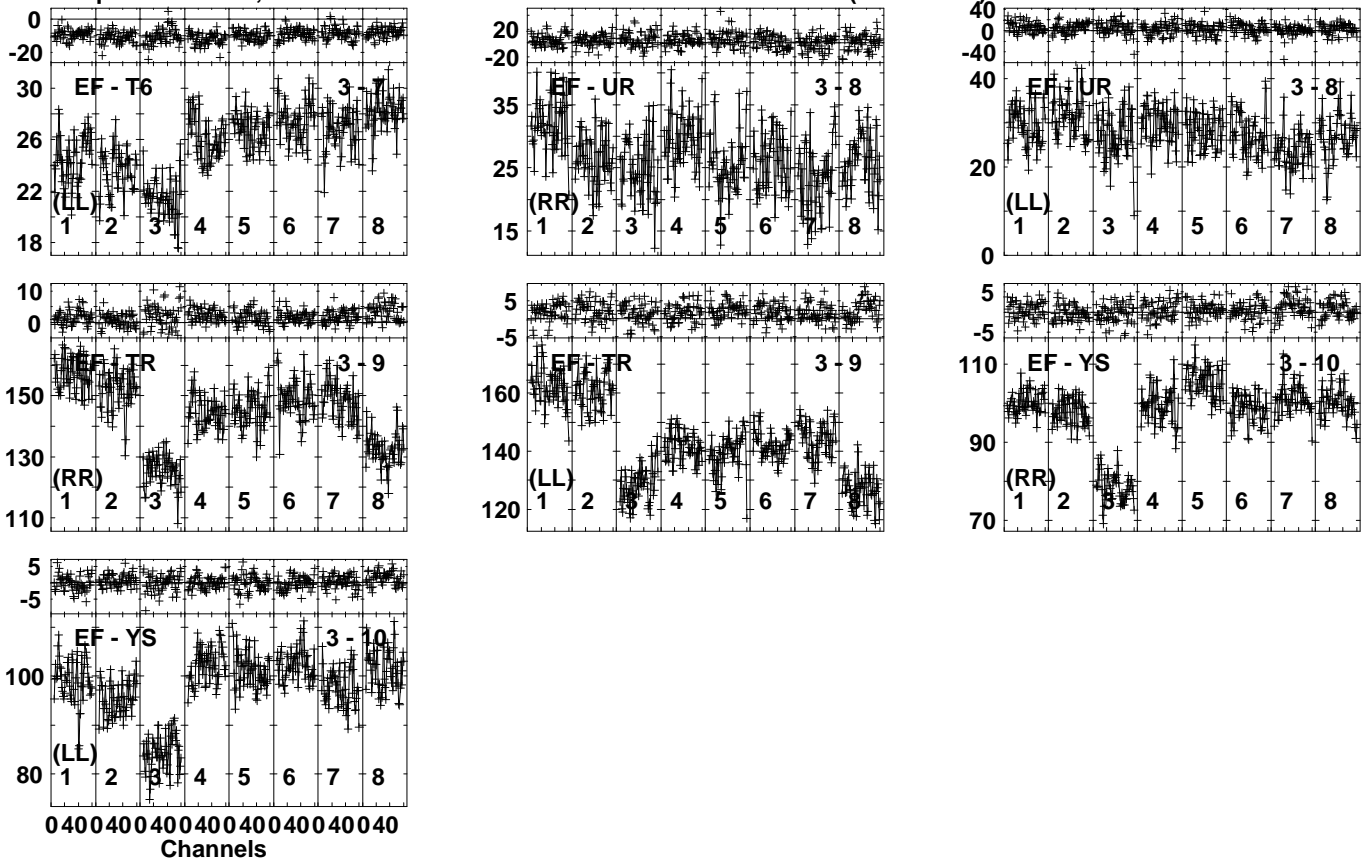 0
-20
EF - T6
3 - 7
30
26
22
18
(LL)
1 2 3 4 5 6 7 8
20
-20
EF - UR
3 - 8
35
25
15
(RR)
1 2 3 4 5 6 7 8
40
0
-40
EF - UR
3 - 8
40
20
0
(LL)
1 2 3 4 5 6 7 8
10
0
EF - TR
3 - 9
150
130
110
(RR)
1 2 3 4 5 6 7 8
5
-5
EF - TR
3 - 9
160
140
120
(LL)
1 2 3 4 5 6 7 8
5
-5
EF - YS
3 - 10
110
90
70
(RR)
1 2 3 4 5 6 7 8
5
-5
EF - YS
3 - 10
100
80
(LL)
1 2 3 4 5 6 7 8
0 40 0 40 0 40 0 40 0 40 0 40 0 40 0 40
Channels